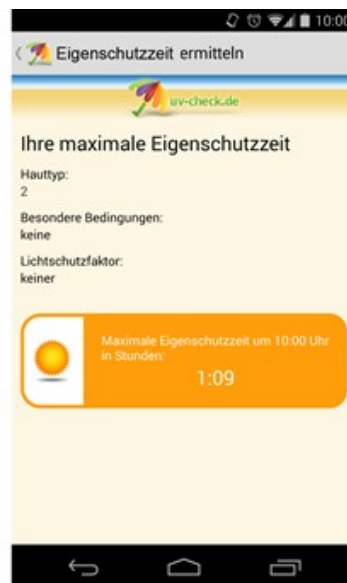 10:00
Eigenschutzzeit ermitteln
uv-check.de
Ihre maximale Eigenschutzzeit
Hauttyp:
2
Besondere Bedingungen:
keine
Lichtschutzfaktor:
keiner
Maximale Eigenschutzzeit um 10:00 Uhr
in Stunden:
1:09